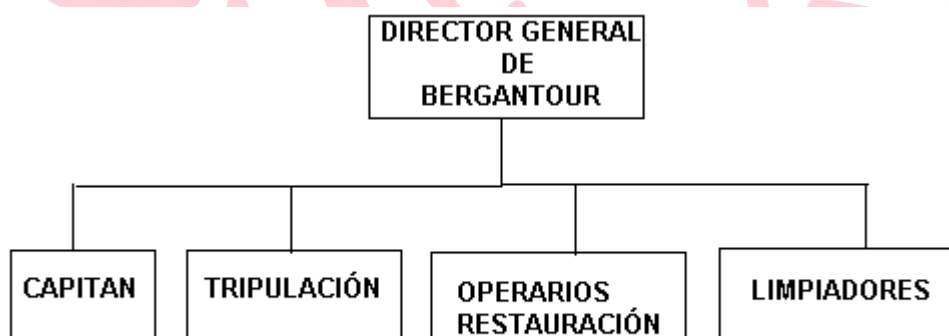 DIRECTOR GENERAL
DE
BERGANTOUR
CAPITAN
TRIPULACIÓN
OPERARIOS
RESTAURACIÓN
LIMPIADORES